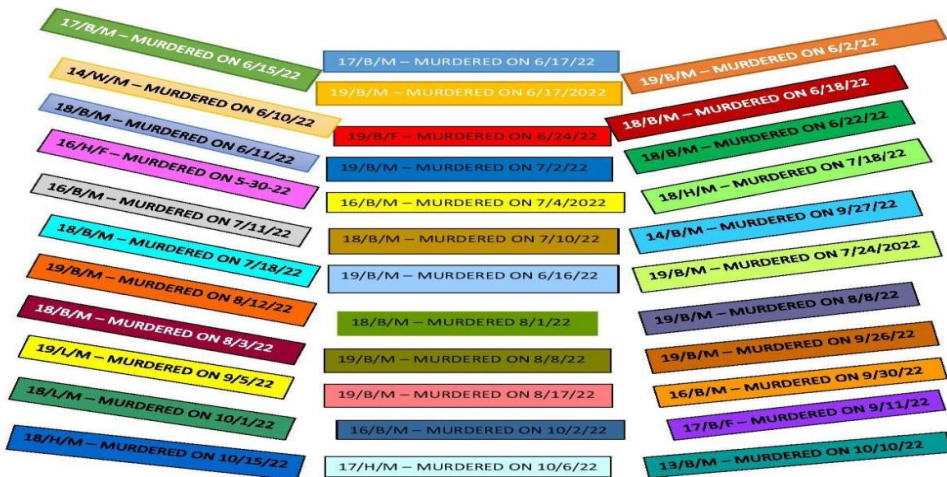 17/B/M – MURDERED ON 6/15/22
14/W/M – MURDERED ON 6/10/22
18/B/M – MURDERED ON 6/11/22
16/H/F – MURDERED ON 5-30-22
16/B/M – MURDERED ON 7/11/22
18/B/M – MURDERED ON 7/18/22
19/B/M – MURDERED ON 8/12/22
18/B/M – MURDERED ON 8/3/22
19/L/M – MURDERED ON 9/5/22
18/L/M – MURDERED ON 10/1/22
18/H/M – MURDERED ON 10/15/22
17/B/M – MURDERED ON 6/17/22
19/B/M – MURDERED ON 6/17/2022
19/B/F – MURDERED ON 6/24/22
19/B/M – MURDERED ON 7/2/22
16/B/M – MURDERED ON 7/4/2022
18/B/M – MURDERED ON 7/10/22
19/B/M – MURDERED ON 6/16/22
18/B/M – MURDERED 8/1/22
19/B/M – MURDERED ON 8/8/22
19/B/M – MURDERED ON 8/17/22
16/B/M – MURDERED ON 10/2/22
17/H/M – MURDERED ON 10/6/22
19/B/M – MURDERED ON 6/2/22
18/B/M – MURDERED ON 6/18/22
18/B/M – MURDERED ON 6/22/22
18/H/M – MURDERED ON 7/18/22
14/B/M – MURDERED ON 9/27/22
19/B/M – MURDERED ON 7/24/2022
19/B/M – MURDERED ON 8/8/22
19/B/M – MURDERED ON 9/26/22
16/B/M – MURDERED ON 9/30/22
17/B/F – MURDERED ON 9/11/22
13/B/M – MURDERED ON 10/10/22